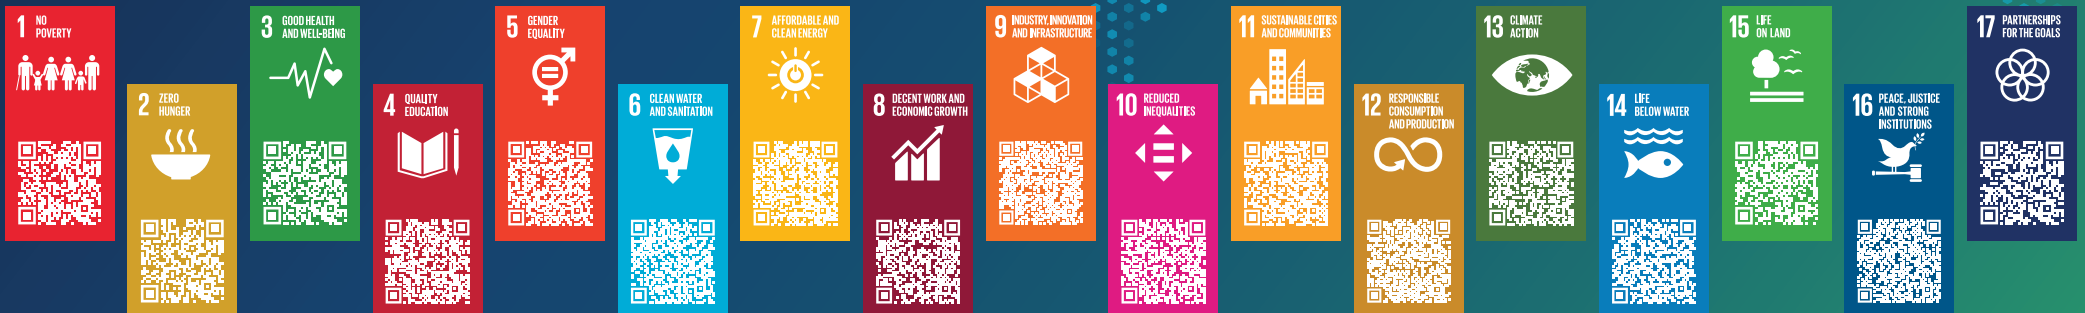 1 NO
POVERTY
2 ZERO
HUNGER
3 GOOD HEALTH
AND WELL-BEING
4 QUALITY
EDUCATION
5 GENDER
EQUALITY
6 CLEAN WATER
AND SANITATION
7 AFFORDABLE AND
CLEAN ENERGY
8 DECENT WORK AND
ECONOMIC GROWTH
9 INDUSTRY, INNOVATION
AND INFRASTRUCTURE
10 REDUCED
INEQUALITIES
11 SUSTAINABLE CITIES
AND COMMUNITIES
12 RESPONSIBLE
CONSUMPTION
AND PRODUCTION
13 CLIMATE
ACTION
14 LIFE
BELOW WATER
15 LIFE
ON LAND
16 PEACE, JUSTICE
AND STRONG
INSTITUTIONS
17 PARTNERSHIPS
FOR THE GOALS